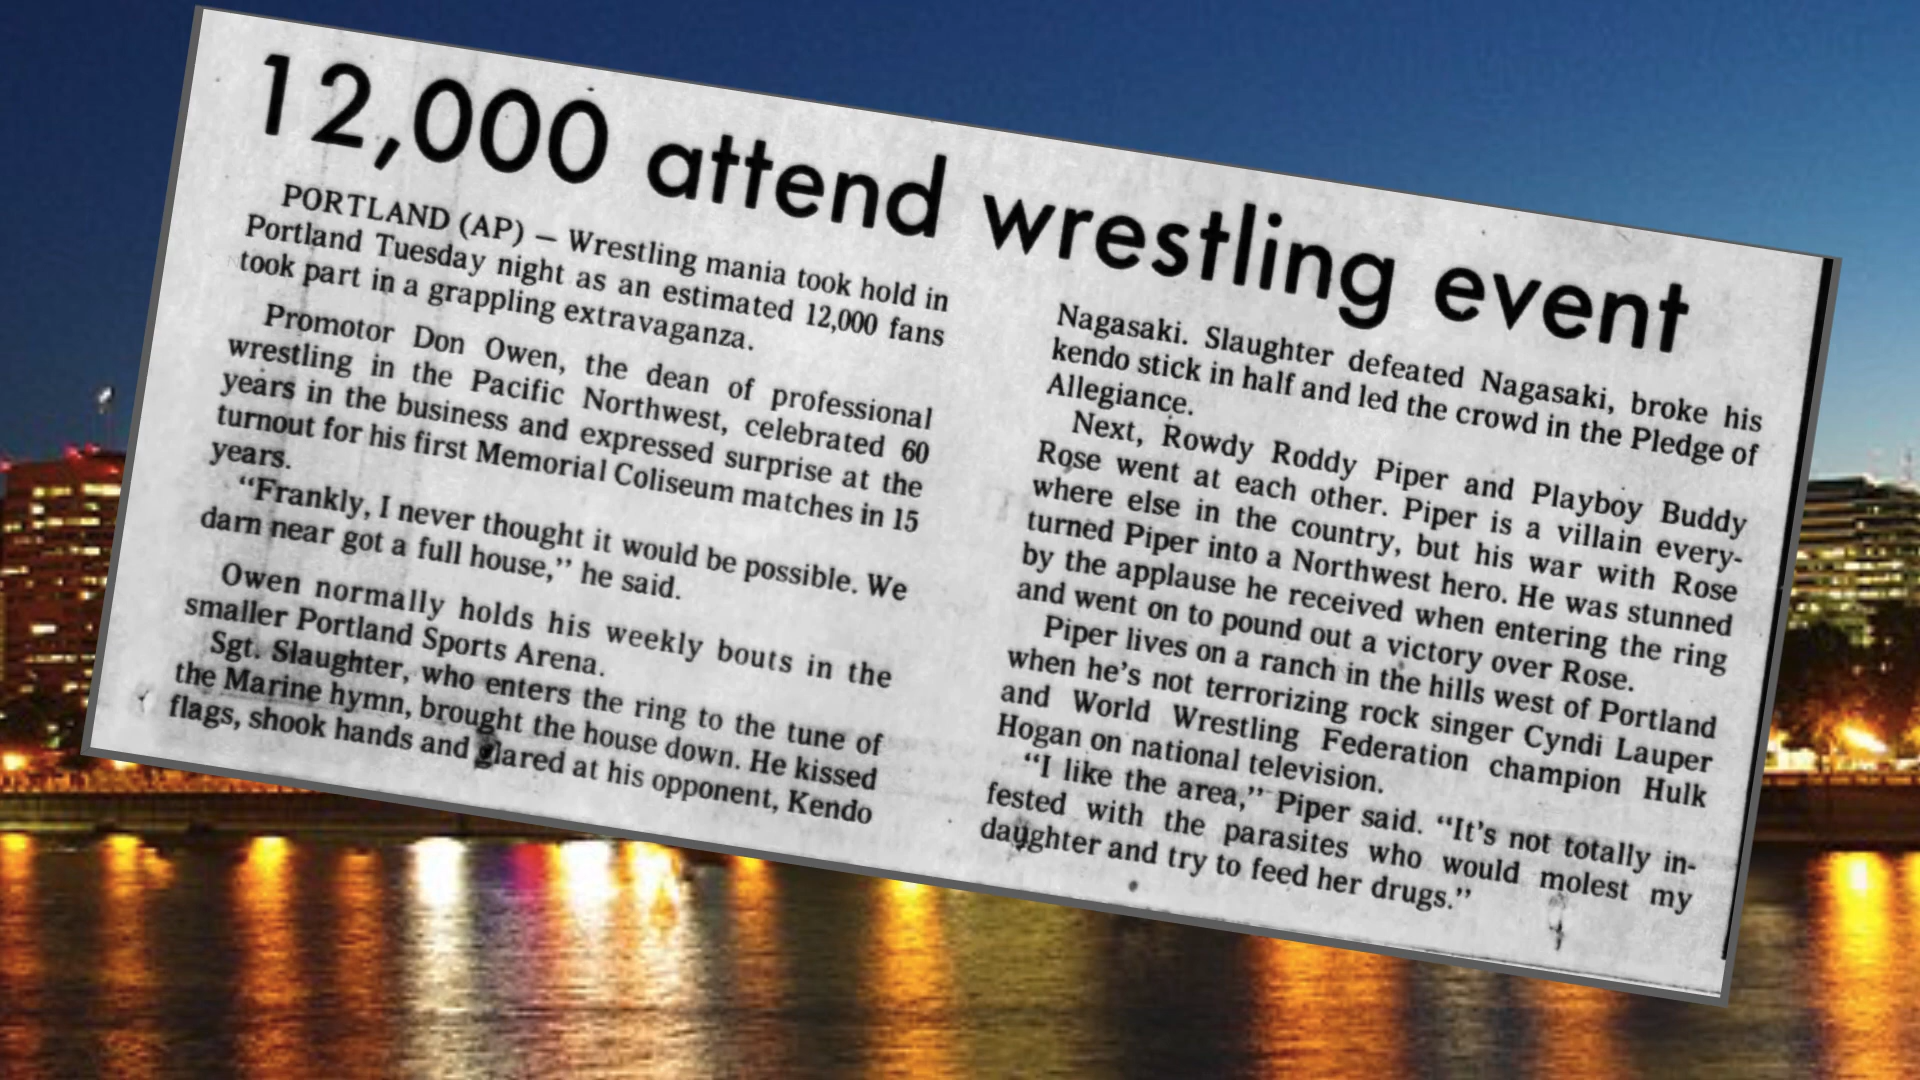 12,000 attend wrestling event
PORTLAND (AP) — Wrestling mania took hold in
Portland Tuesday night as an estimated 12,000 fans
took part in a grappling extravaganza.
Promotor Don Owen, the dean of professional
wrestling in the Pacific Northwest, celebrated 60
years in the business and expressed surprise at the
turnout for his first Memorial Coliseum matches in 15
years.
“Frankly, I never thought it would be possible. We
darn near got a full house,” he said.
Owen normally holds his weekly bouts in the
smaller Portland Sports Arena.
Sgt. Slaughter, who enters the ring to the tune of
the Marine hymn, brought the house down. He kissed
flags, shook hands and glared at his opponent, Kendo
Nagasaki. Slaughter defeated Nagasaki, broke his
kendo stick in half and led the crowd in the Pledge of
Allegiance.
Next, Rowdy Roddy Piper and Playboy Buddy
Rose went at each other. Piper is a villain every-
where else in the country, but his war with Rose
turned Piper into a Northwest hero. He was stunned
by the applause he received when entering the ring
and went on to pound out a victory over Rose.
Piper lives on a ranch in the hills west of Portland
when he’s not terrorizing rock singer Cyndi Lauper
and World Wrestling Federation champion Hulk
Hogan on national television.
“I like the area,” Piper said. “It’s not totally in-
fested with the parasites who would molest my
daughter and try to feed her drugs.”